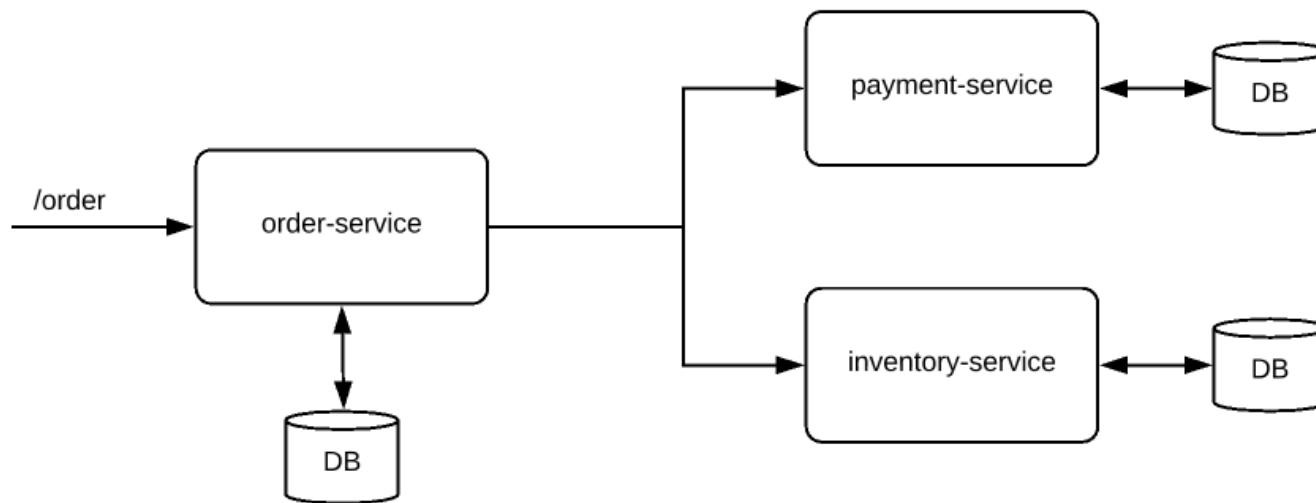 payment-service
DB
/order
order-service
inventory-service
DB
DB